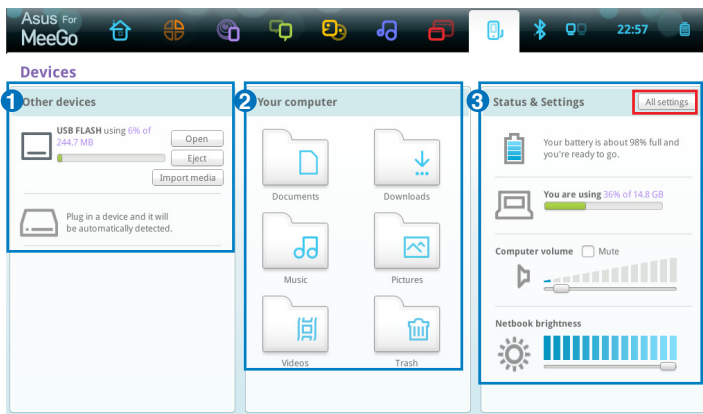 Asus For
MeeGo
22:57
Devices
1 Other devices
USB FLASH using 6% of
244.7 MB
Open
Eject
Import media
Plug in a device and it will
be automatically detected.
2 Your computer
Documents
Downloads
Music
Pictures
Videos
Trash
3 Status & Settings
All settings
Your battery is about 98% full and
you're ready to go.
You are using 36% of 14.8 GB
Computer volume Mute
Netbook brightness